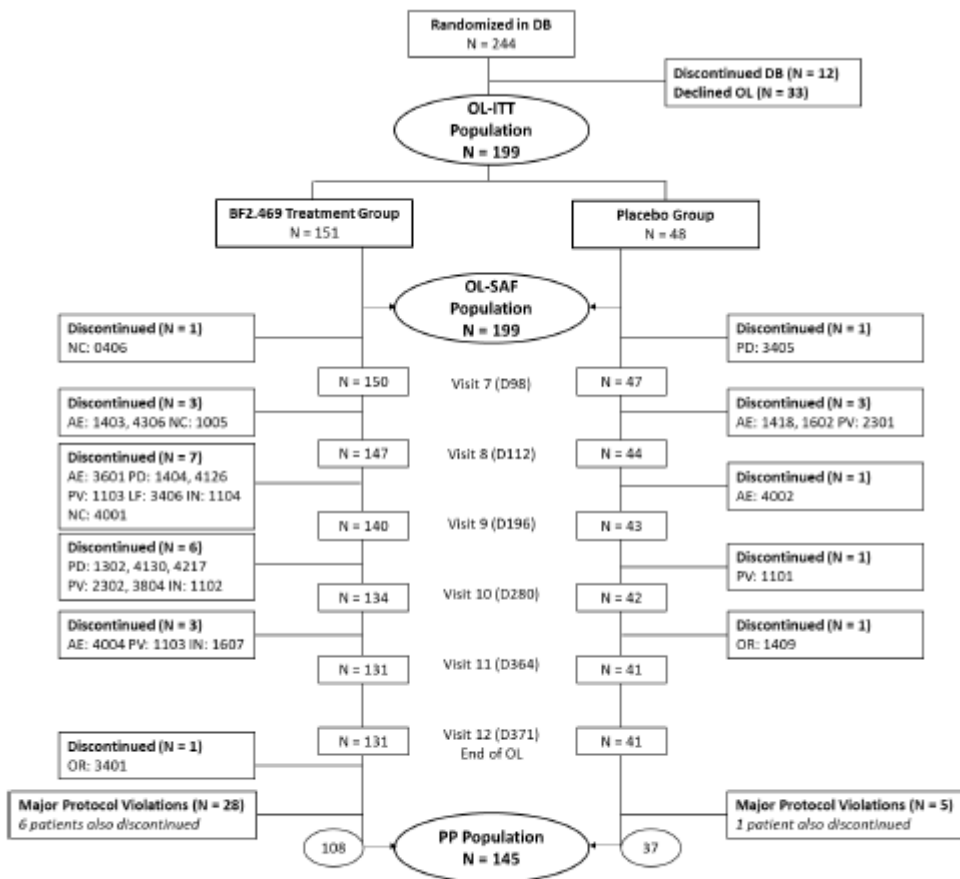 Randomized in DB
N = 244
Discontinued DB (N = 12)
Declined OL (N = 33)
OL-ITT
Population
N = 199
BF2.469 Treatment Group
N = 151
Placebo Group
N = 48
OL-SAF
Population
N = 199
Discontinued (N = 1)
NC: 0406
Discontinued (N = 1)
PD: 3405
N = 150
Visit 7 (D98)
N = 47
Discontinued (N = 3)
AE: 1403, 4306 NC: 1005
Discontinued (N = 3)
AE: 1418, 1602 PV: 2301
N = 147
Visit 8 (D112)
N = 44
Discontinued (N = 7)
AE: 3601 PD: 1404, 4126
PV: 1103 LF: 3406 IN: 1104
NC: 4001
Discontinued (N = 1)
AE: 4002
N = 140
Visit 9 (D196)
N = 43
Discontinued (N = 6)
PD: 1302, 4130, 4217
PV: 2302, 3804 IN: 1102
Discontinued (N = 1)
PV: 1101
N = 134
Visit 10 (D280)
N = 42
Discontinued (N = 3)
AE: 4004 PV: 1103 IN: 1607
Discontinued (N = 1)
OR: 1409
N = 131
Visit 11 (D364)
N = 41
N = 131
Visit 12 (D371)
End of OL
N = 41
Discontinued (N = 1)
OR: 3401
Major Protocol Violations (N = 28)
6 patients also discontinued
Major Protocol Violations (N = 5)
1 patient also discontinued
108
PP Population
N = 145
37